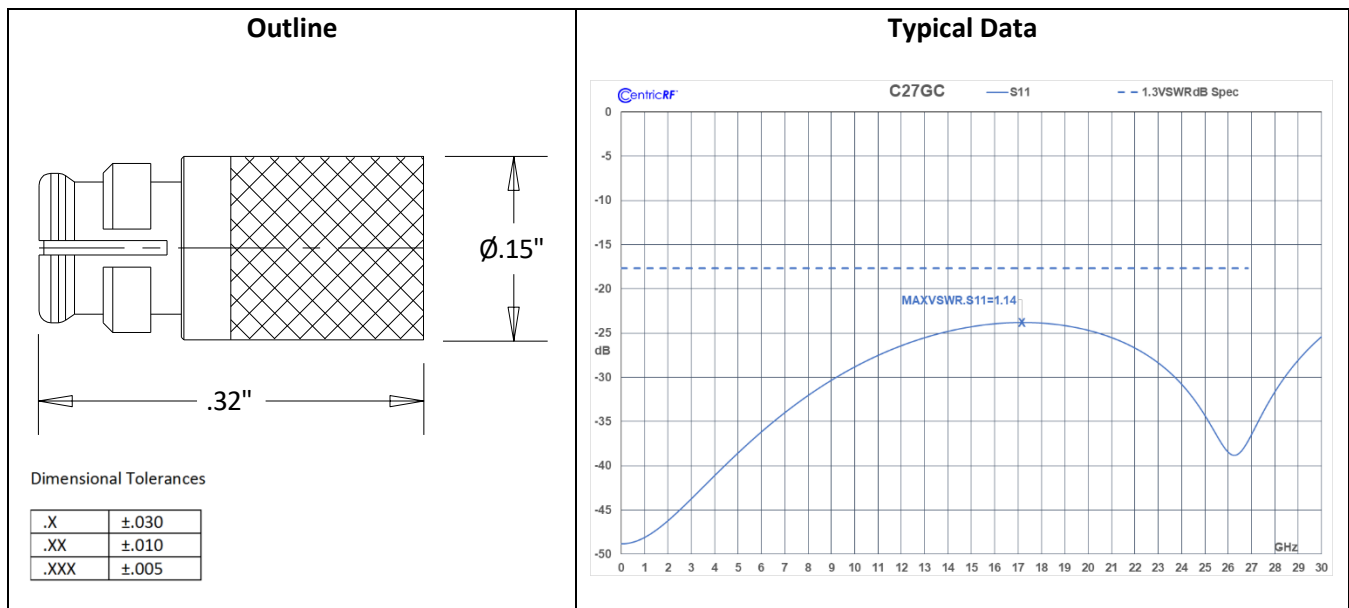 Outline
Ø.15"
.32"
Dimensional Tolerances
.X ±.030
.XX ±.010
.XXX ±.005
Typical Data
CentricRF
C27GC S11 1.3VSWRdB Spec
0
-5
-10
-15
-20
MAXVSWR.S11=1.14
-25
dB
-30
-35
-40
-45
GHz
-50
0 1 2 3 4 5 6 7 8 9 10 11 12 13 14 15 16 17 18 19 20 21 22 23 24 25 26 27 28 29 30